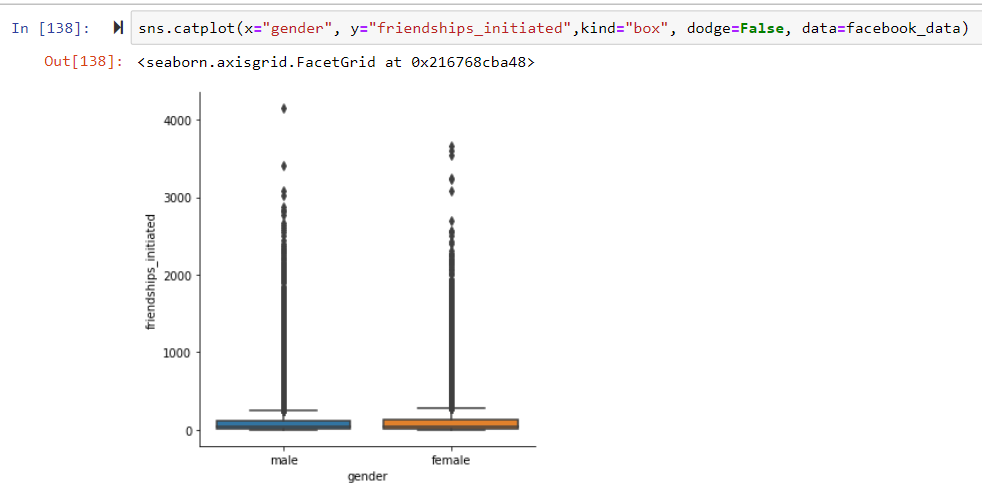 In [138]: sns.catplot(x="gender", y="friendships_initiated",kind="box", dodge=False, data=facebook_data)
Out[138]: <seaborn.axisgrid.FacetGrid at 0x216768cba48>
4000
3000
2000
1000
0
friendships_initiated
male female
gender